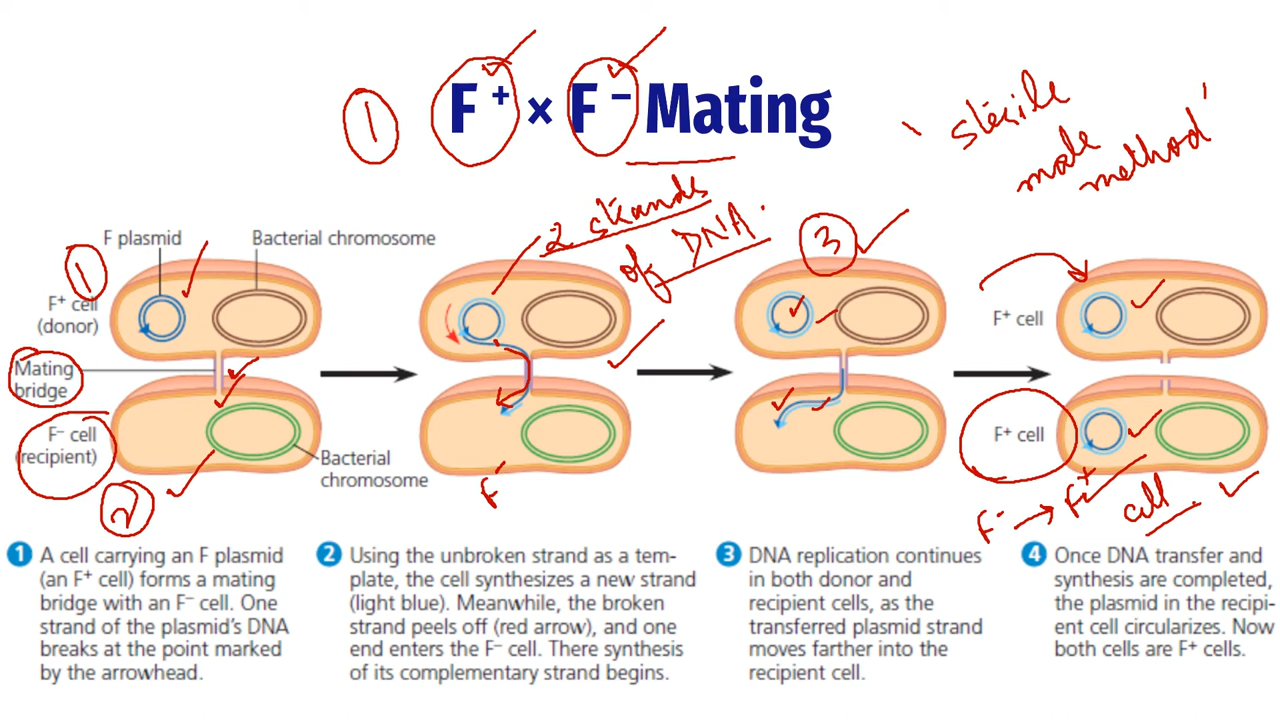 F⁺ × F⁻ Mating
1
sterile
male
method
2 strands
of DNA.
F plasmid
Bacterial chromosome
1
F⁺ cell
(donor)
Mating
bridge
F⁻ cell
(recipient)
2
Bacterial
chromosome
F⁻
3
F⁺ cell
F⁺ cell
F⁻ → F⁺
cell
1 A cell carrying an F plasmid
(an F⁺ cell) forms a mating
bridge with an F⁻ cell. One
strand of the plasmid's DNA
breaks at the point marked
by the arrowhead.
2 Using the unbroken strand as a tem-
plate, the cell synthesizes a new strand
(light blue). Meanwhile, the broken
strand peels off (red arrow), and one
end enters the F⁻ cell. There synthesis
of its complementary strand begins.
3 DNA replication continues
in both donor and
recipient cells, as the
transferred plasmid strand
moves farther into the
recipient cell.
4 Once DNA transfer and
synthesis are completed,
the plasmid in the recipi-
ent cell circularizes. Now
both cells are F⁺ cells.